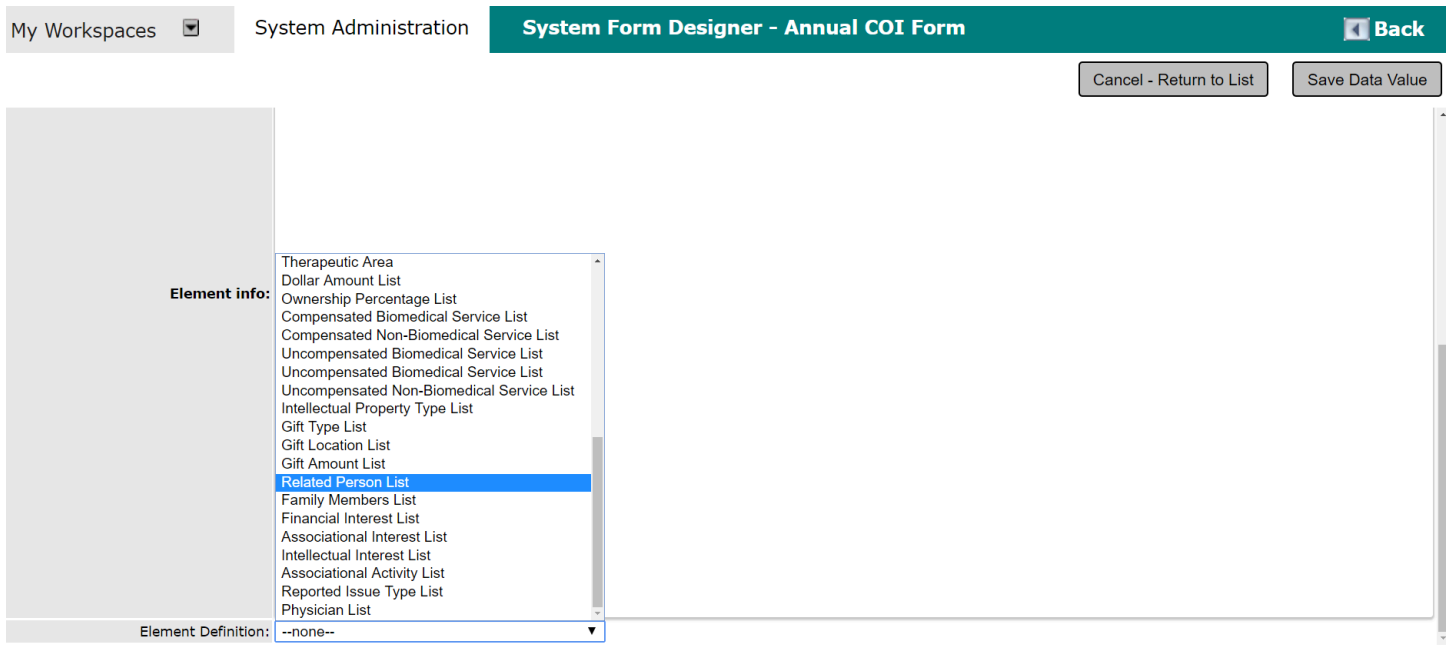 My Workspaces
System Administration
System Form Designer - Annual COI Form
Back
Cancel - Return to List
Save Data Value
Element info:
Therapeutic Area
Dollar Amount List
Ownership Percentage List
Compensated Biomedical Service List
Compensated Non-Biomedical Service List
Uncompensated Biomedical Service List
Uncompensated Biomedical Service List
Uncompensated Non-Biomedical Service List
Intellectual Property Type List
Gift Type List
Gift Location List
Gift Amount List
Related Person List
Family Members List
Financial Interest List
Associational Interest List
Intellectual Interest List
Associational Activity List
Reported Issue Type List
Physician List
Element Definition:
--none--